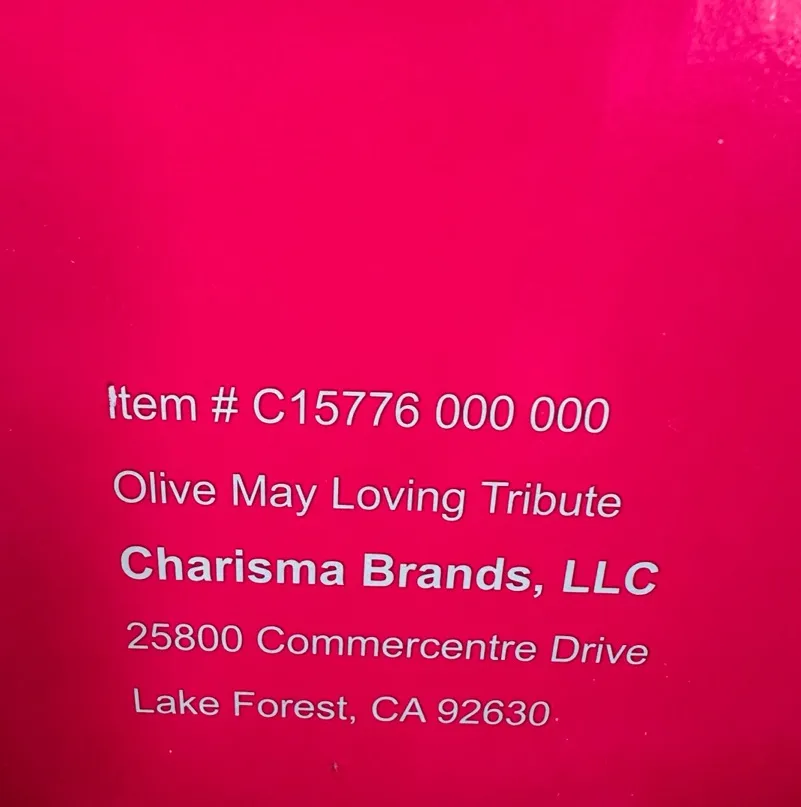 Item # C15776 000 000
Olive May Loving Tribute
Charisma Brands, LLC
25800 Commercentre Drive
Lake Forest, CA 92630